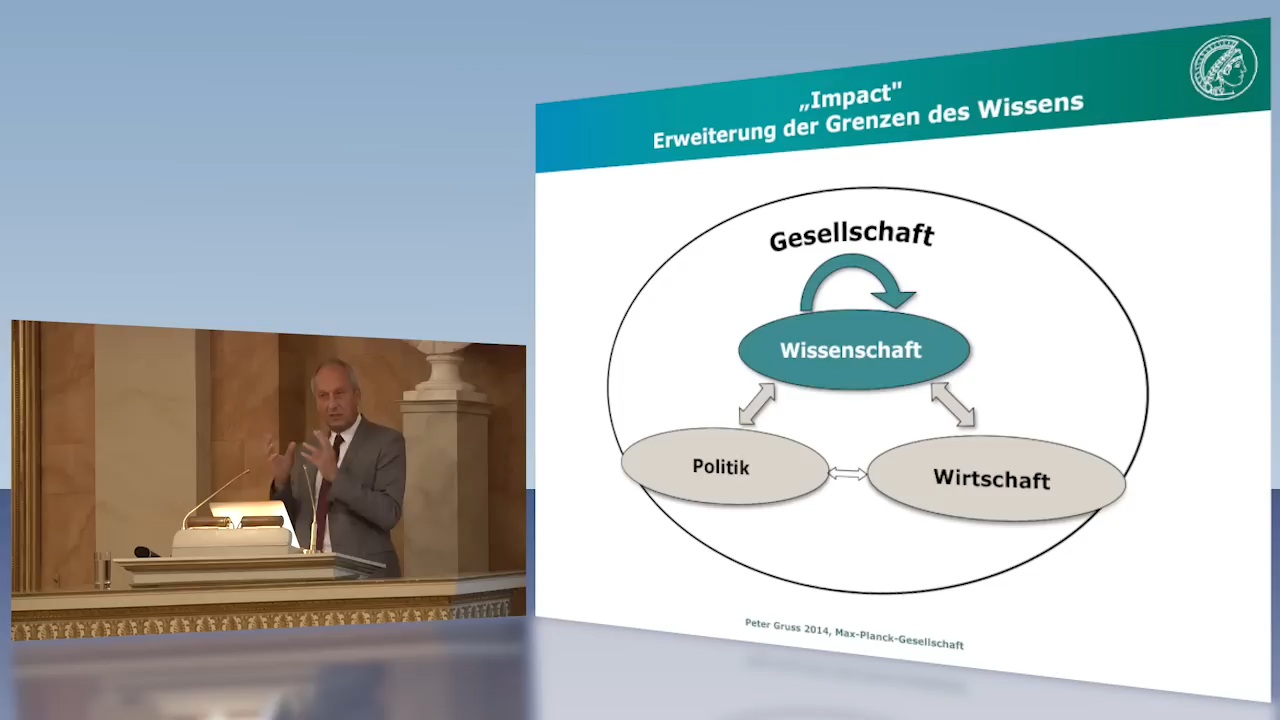 „Impact"
Erweiterung der Grenzen des Wissens
Gesellschaft
Wissenschaft
Politik
Wirtschaft
Peter Gruss 2014, Max-Planck-Gesellschaft